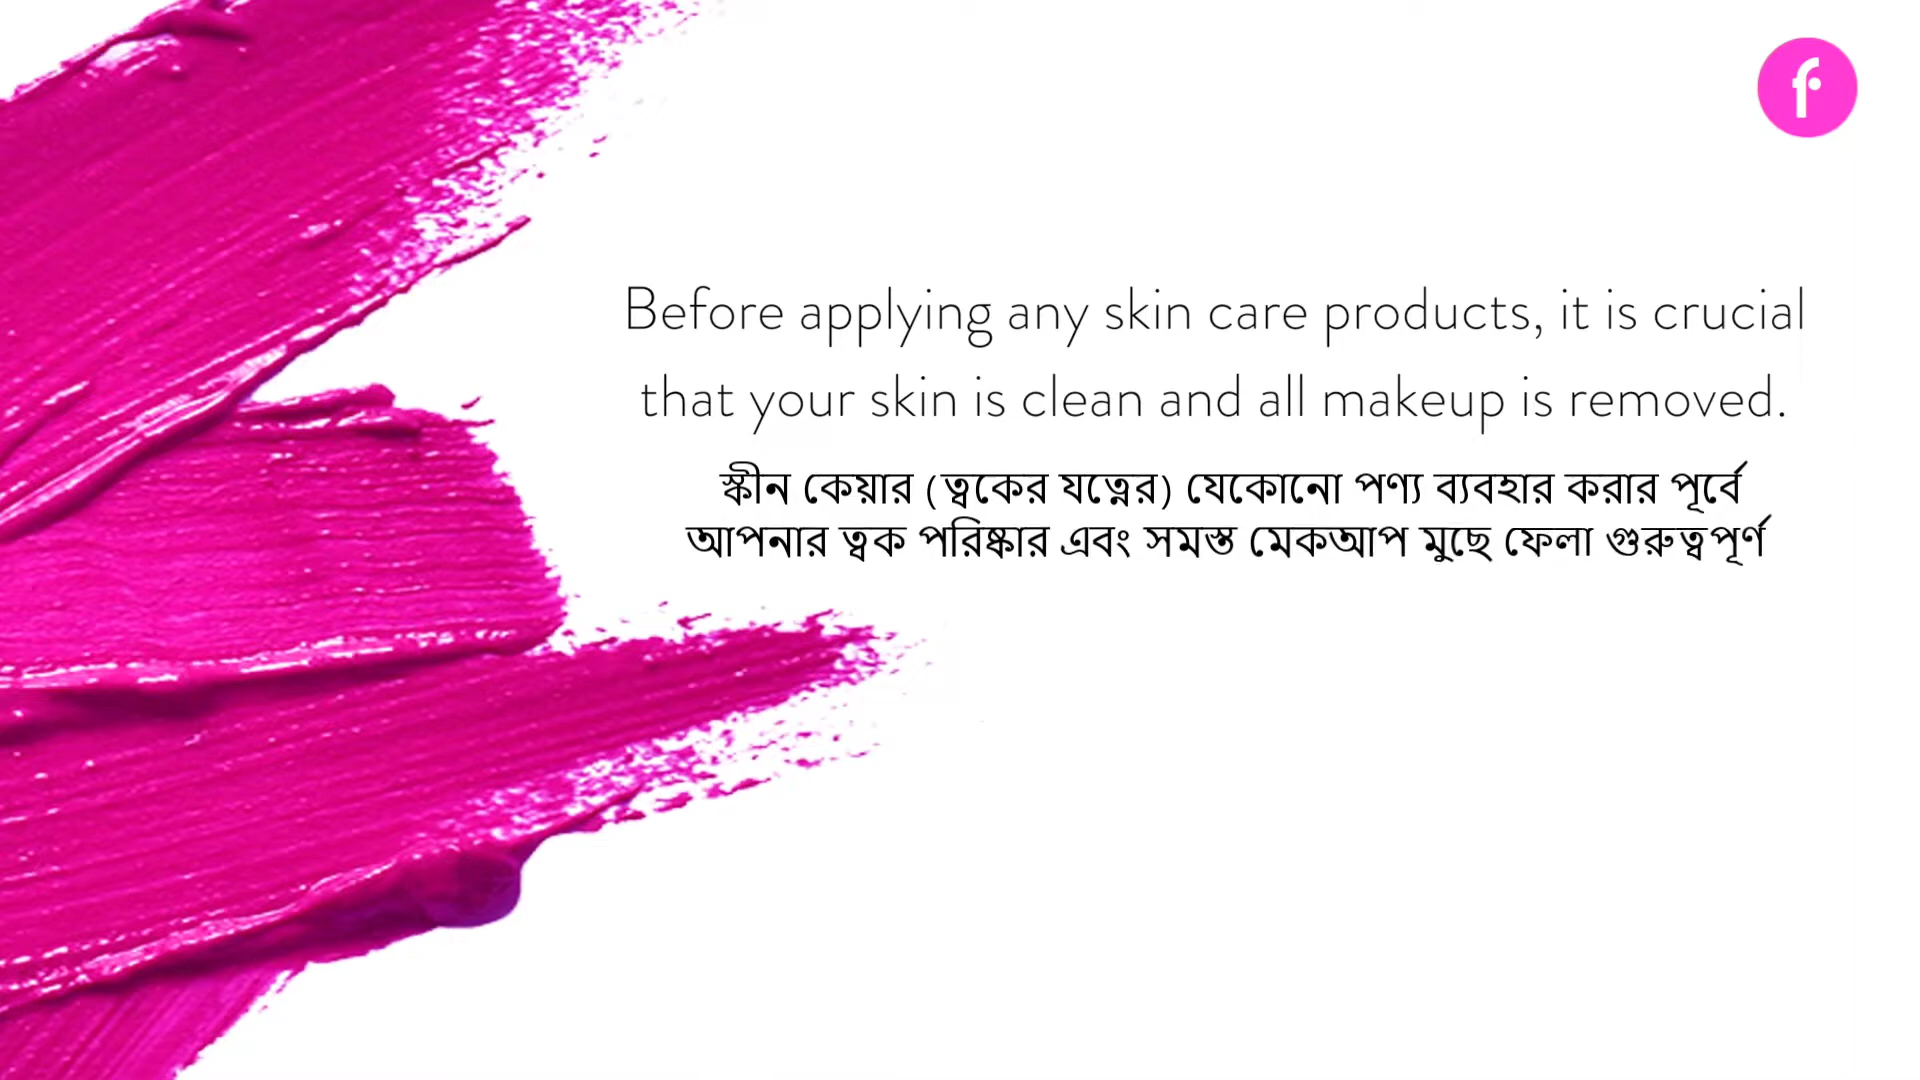 f
Before applying any skin care products, it is crucial
that your skin is clean and all makeup is removed.
স্কীন কেয়ার (ত্বকের যত্নের) যেকোনো পণ্য ব্যবহার করার পূর্বে
আপনার ত্বক পরিষ্কার এবং সমস্ত মেকআপ মুছে ফেলা গুরুত্বপূর্ণ